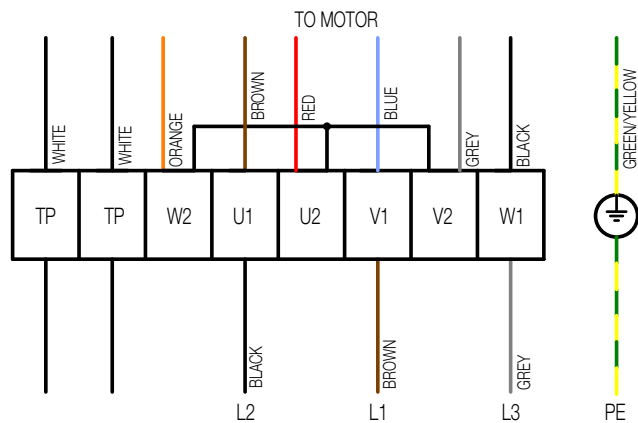 TO MOTOR
WHITE
WHITE
ORANGE
BROWN
RED
BLUE
GREY
BLACK
GREEN/YELLOW
TP
TP
W2
U1
U2
V1
V2
W1
BLACK
BROWN
GREY
L2
L1
L3
PE